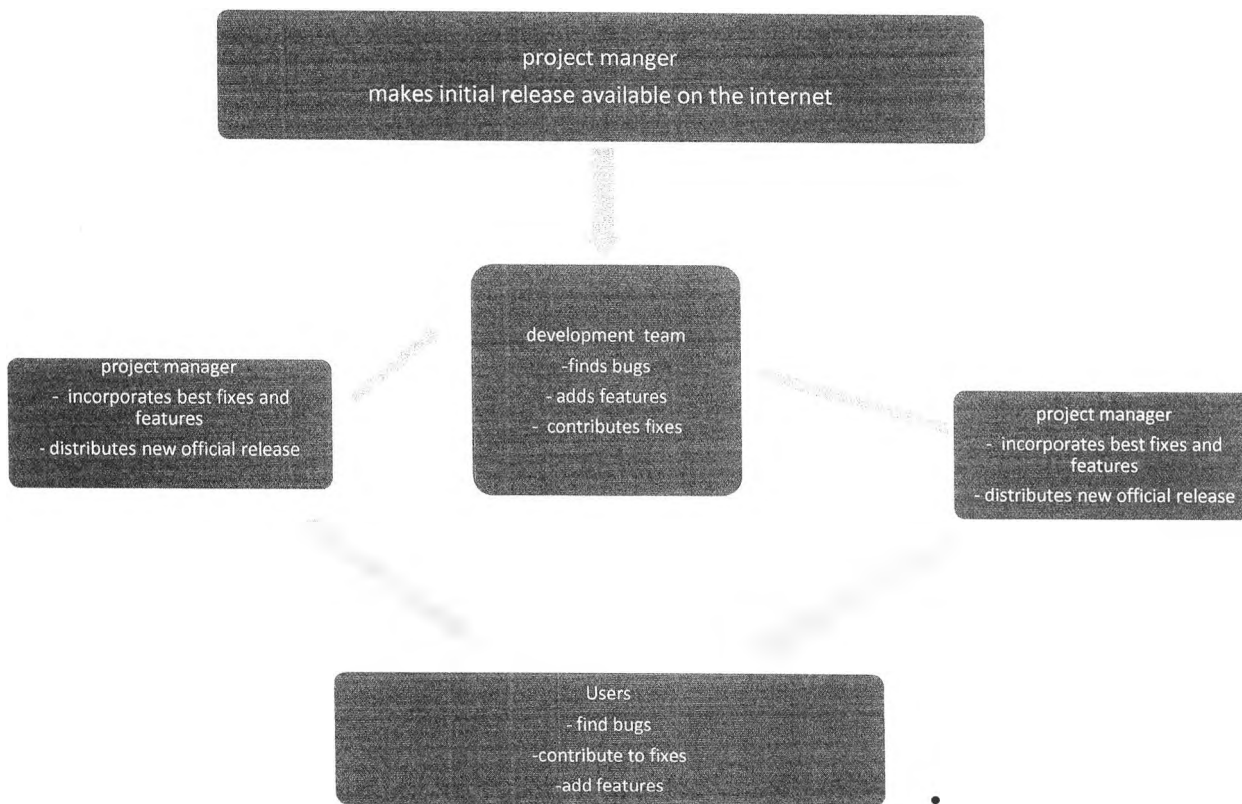 project manger
makes initial release available on the internet
development team
-finds bugs
- adds features
- contributes fixes
project manager
- incorporates best fixes and
features
- distributes new official release
project manager
- incorporates best fixes and
features
- distributes new official release
Users
- find bugs
-contribute to fixes
-add features